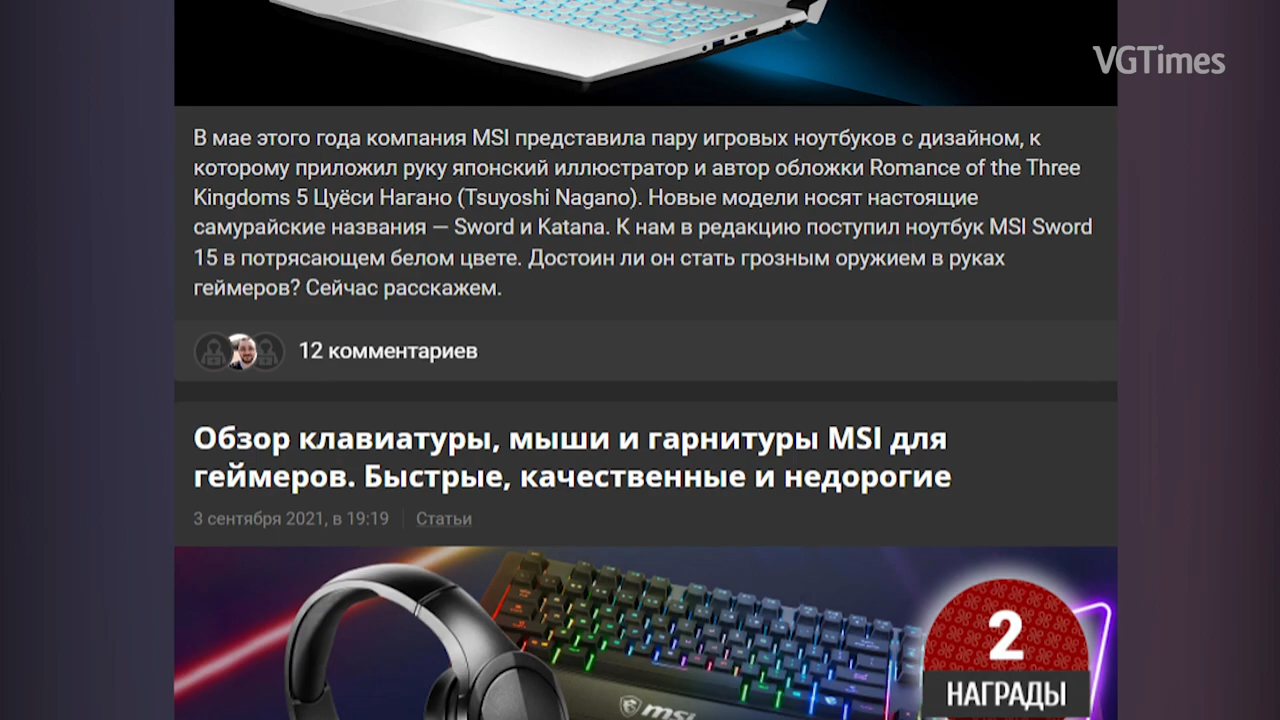 VGTimes
В мае этого года компания MSI представила пару игровых ноутбуков с дизайном, к
которому приложил руку японский иллюстратор и автор обложки Romance of the Three
Kingdoms 5 Цуёси Нагано (Tsuyoshi Nagano). Новые модели носят настоящие
самурайские названия — Sword и Katana. К нам в редакцию поступил ноутбук MSI Sword
15 в потрясающем белом цвете. Достоин ли он стать грозным оружием в руках
геймеров? Сейчас расскажем.
12 комментариев
Обзор клавиатуры, мыши и гарнитуры MSI для
геймеров. Быстрые, качественные и недорогие
3 сентября 2021, в 19:19 Статьи
2
НАГРАДЫ
msi